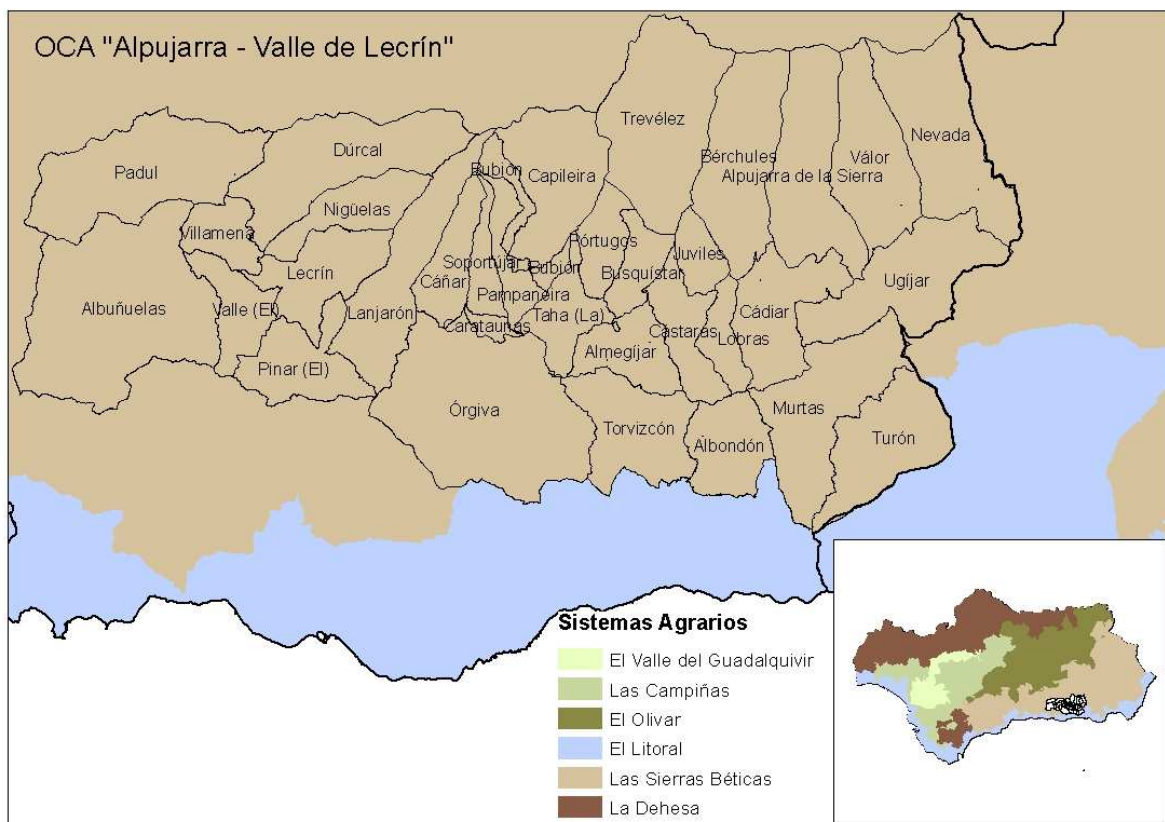 OCA "Alpujarra - Valle de Lecrín"
Trevélez
Nevada
Dúrcal
Bérchules
Válor
Padul
Bubión
Capileira
Alpujarra de la Sierra
Nigüelas
Villamena
Pórtugos
Juviles
Lecrín
Soportújar
Bubión
Busquístar
Cáñar
Ugíjar
Albuñuelas
Valle (El)
Lanjarón
Pampaneira
Taha (La)
Cádiar
Carataunas
Cástaras
Lobras
Almegíjar
Pinar (El)
Órgiva
Murtas
Torvizcón
Albondón
Turón
Sistemas Agrarios
El Valle del Guadalquivir
Las Campiñas
El Olivar
El Litoral
Las Sierras Béticas
La Dehesa